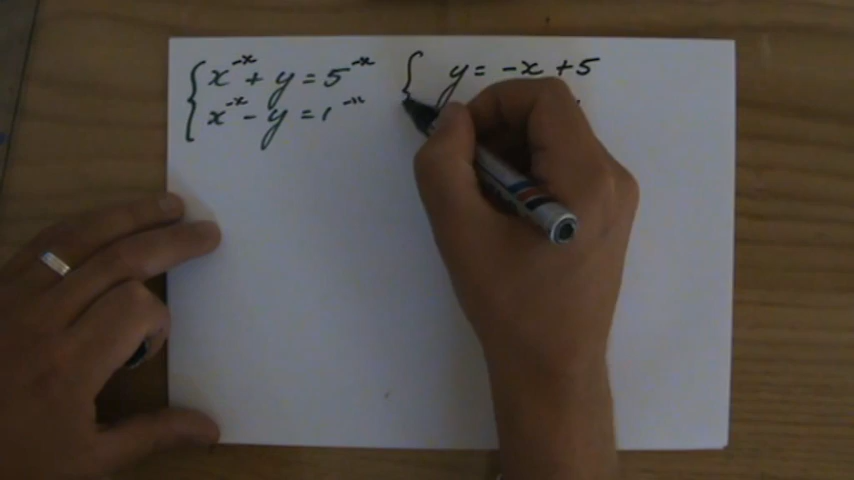 x⁻ˣ + y = 5⁻ˣ
x⁻ˣ - y = 1⁻ˣ
y = -x + 5